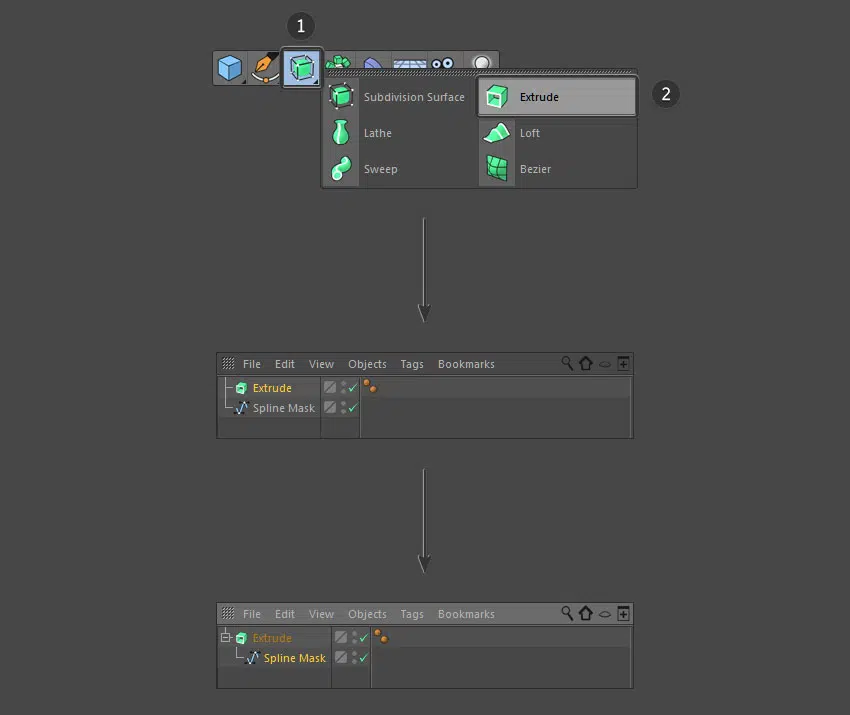 1
Subdivision Surface Extrude 2
Lathe Loft
Sweep Bezier
File Edit View Objects Tags Bookmarks
Extrude
Spline Mask
File Edit View Objects Tags Bookmarks
Extrude
Spline Mask